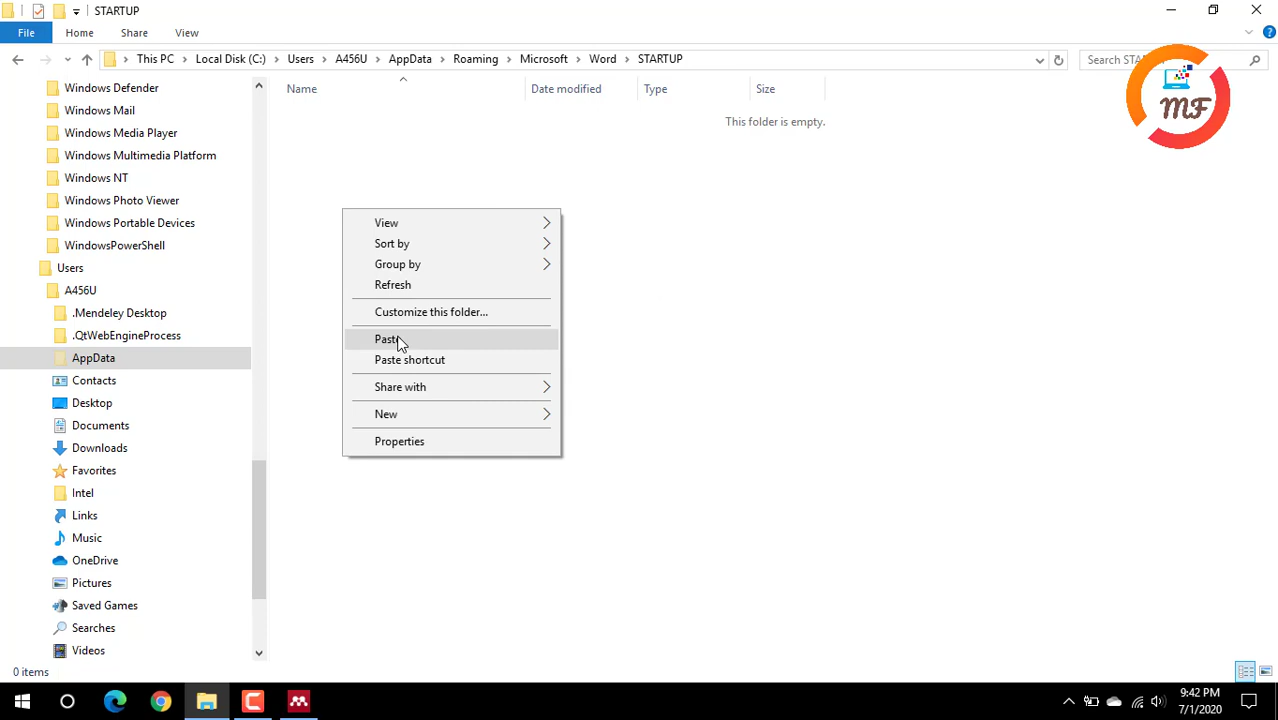 STARTUP
File Home Share View
This PC Local Disk (C:) Users A456U AppData Roaming Microsoft Word STARTUP
Search STA
MF
Name Date modified Type Size
This folder is empty.
Windows Defender
Windows Mail
Windows Media Player
Windows Multimedia Platform
Windows NT
Windows Photo Viewer
Windows Portable Devices
WindowsPowerShell
Users
A456U
.Mendeley Desktop
.QtWebEngineProcess
AppData
Contacts
Desktop
Documents
Downloads
Favorites
Intel
Links
Music
OneDrive
Pictures
Saved Games
Searches
Videos
View
Sort by
Group by
Refresh
Customize this folder...
Paste
Paste shortcut
Share with
New
Properties
0 items
9:42 PM
7/1/2020